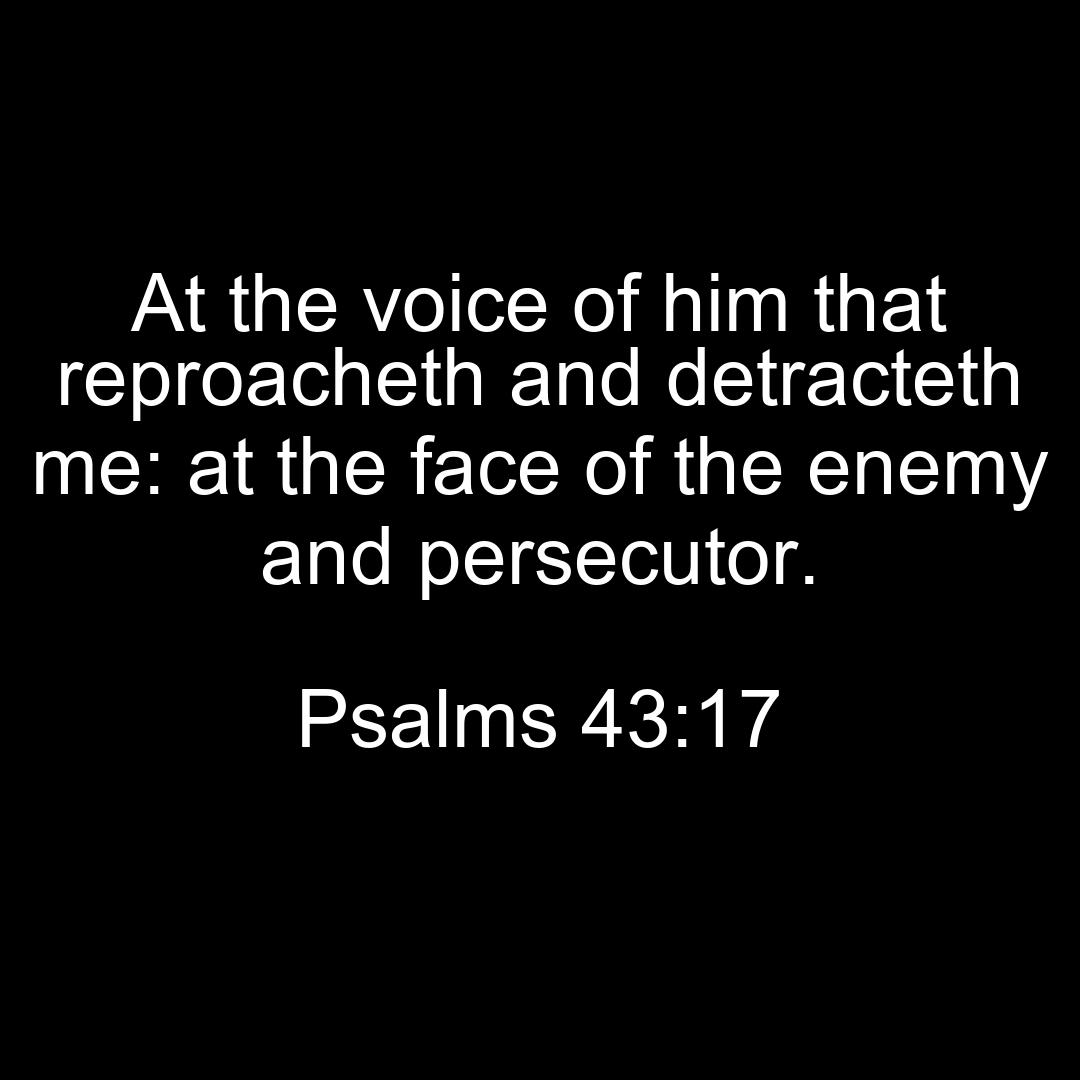 At the voice of him that
reproacheth and detracteth
me: at the face of the enemy
and persecutor.
Psalms 43:17